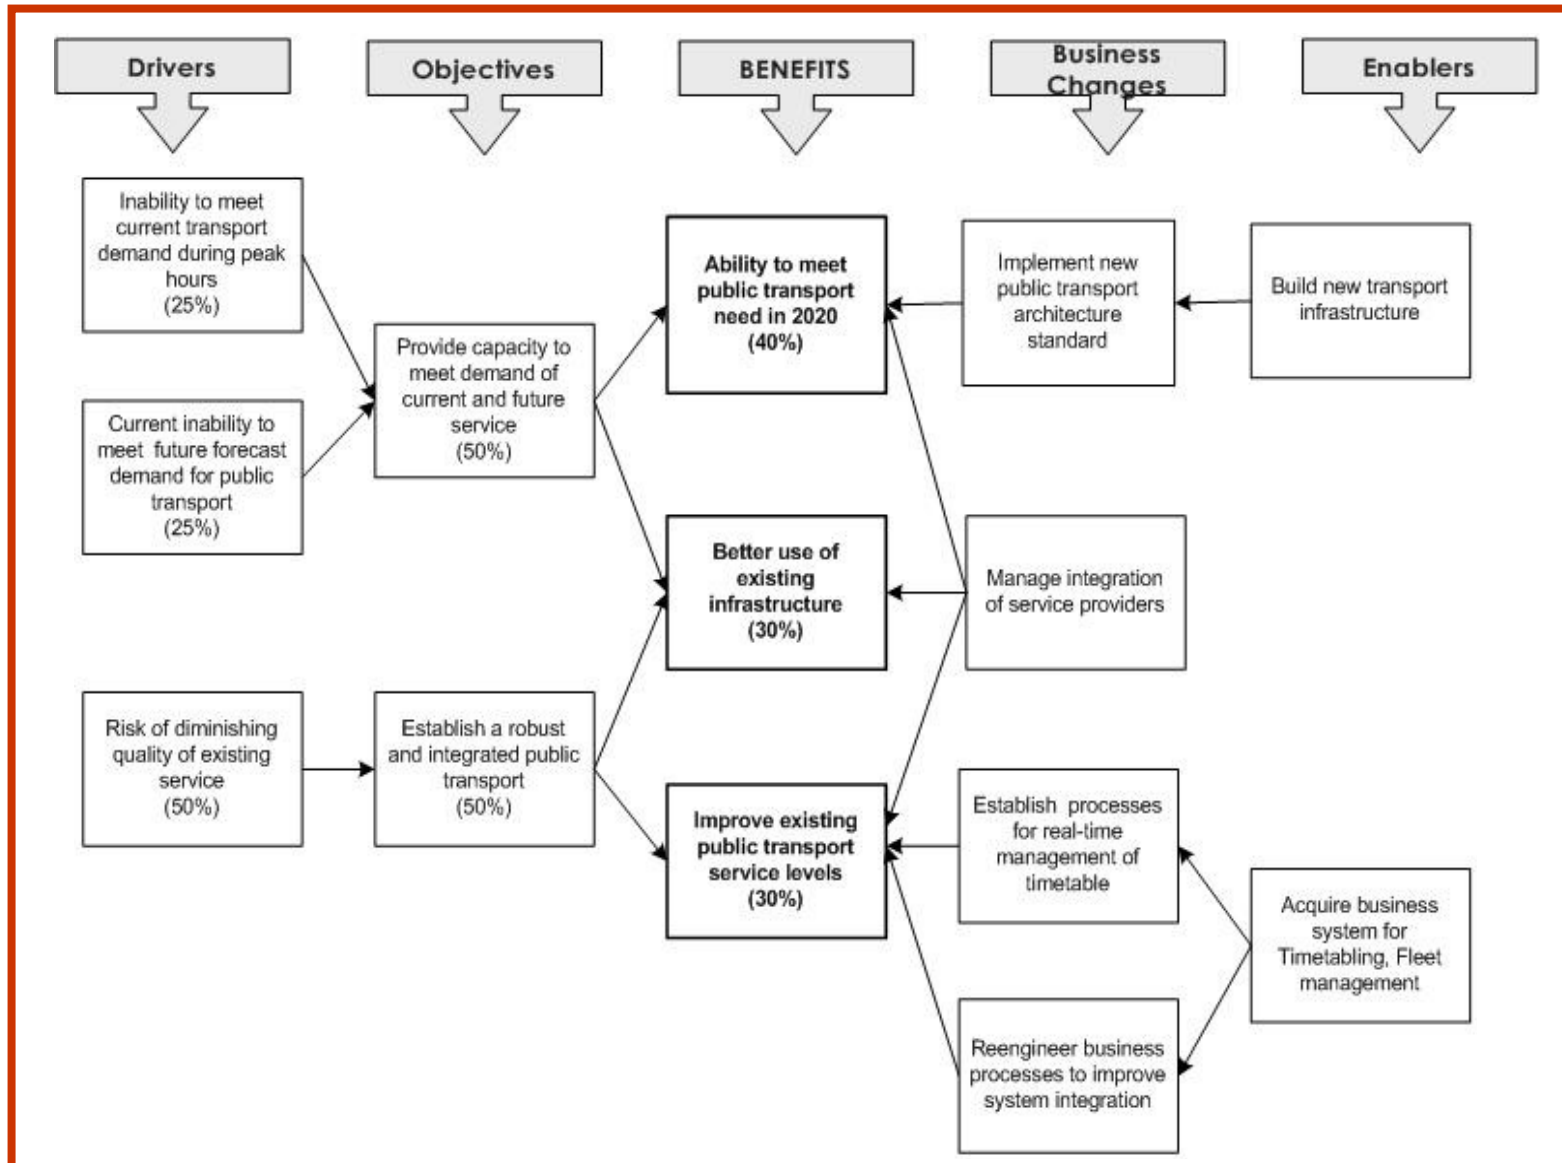 Drivers
Objectives
BENEFITS
Business
Changes
Enablers
Inability to meet
current transport
demand during peak
hours
(25%)
Current inability to
meet future forecast
demand for public
transport
(25%)
Risk of diminishing
quality of existing
service
(50%)
Provide capacity to
meet demand of
current and future
service
(50%)
Establish a robust
and integrated public
transport
(50%)
Ability to meet
public transport
need in 2020
(40%)
Better use of
existing
infrastructure
(30%)
Improve existing
public transport
service levels
(30%)
Implement new
public transport
architecture
standard
Manage integration
of service providers
Establish processes
for real-time
management of
timetable
Reengineer business
processes to improve
system integration
Build new transport
infrastructure
Acquire business
system for
Timetabling, Fleet
management